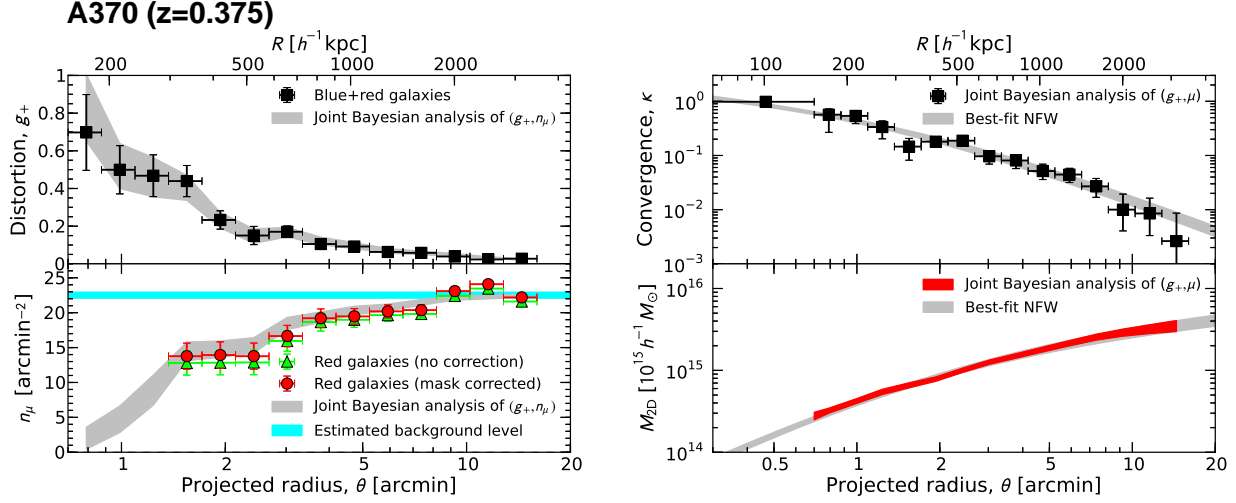 A370 (z=0.375)
R [h⁻¹kpc]
200 500 1000 2000
1
0.8
0.6
0.4
0.2
0
Distortion, g₊
Blue+red galaxies
Joint Bayesian analysis of (g₊,n_μ)
25
20
15
10
5
0
n_μ [arcmin⁻²]
Red galaxies (no correction)
Red galaxies (mask corrected)
Joint Bayesian analysis of (g₊,n_μ)
Estimated background level
1 2 5 10 20
Projected radius, θ [arcmin]
R [h⁻¹kpc]
100 200 500 1000 2000
10⁰
10⁻¹
10⁻²
10⁻³
Convergence, κ
Joint Bayesian analysis of (g₊,μ)
Best-fit NFW
10¹⁶
10¹⁵
10¹⁴
M₂D [10¹⁵ h⁻¹ M⊙]
Joint Bayesian analysis of (g₊,μ)
Best-fit NFW
0.5 1 2 5 10 20
Projected radius, θ [arcmin]